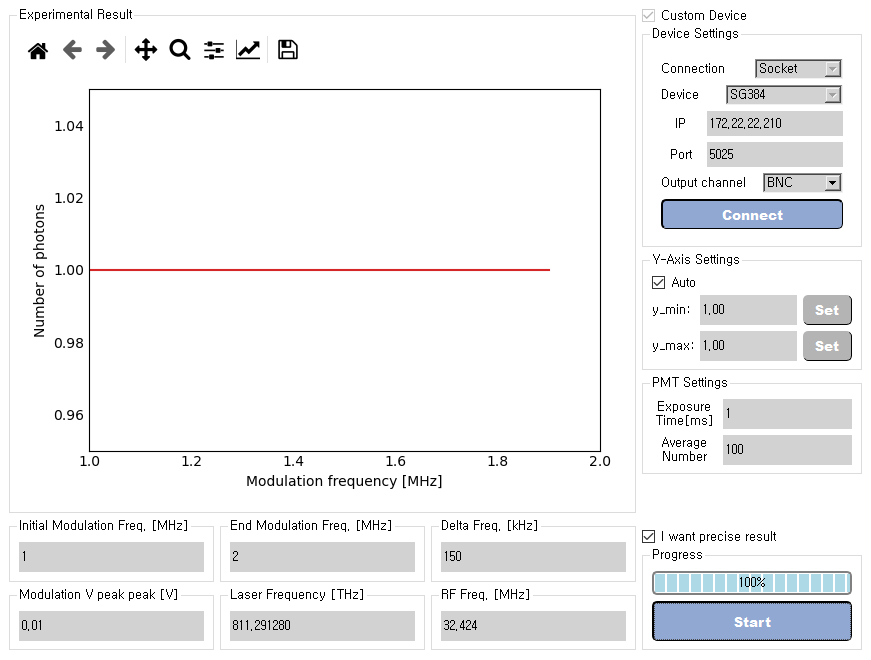 Experimental Result
Number of photons
1.04
1.02
1.00
0.98
0.96
1.0 1.2 1.4 1.6 1.8 2.0
Modulation frequency [MHz]
Custom Device
Device Settings
Connection Socket
Device SG384
IP 172,22,22,210
Port 5025
Output channel BNC
Connect
Y-Axis Settings
Auto
y_min: 1,00 Set
y_max: 1,00 Set
PMT Settings
Exposure
Time[ms] 1
Average
Number 100
Initial Modulation Freq, [MHz]
1
End Modulation Freq, [MHz]
2
Delta Freq, [kHz]
150
Modulation V peak peak [V]
0,01
Laser Frequency [THz]
811,291280
RF Freq, [MHz]
32,424
I want precise result
Progress
100%
Start